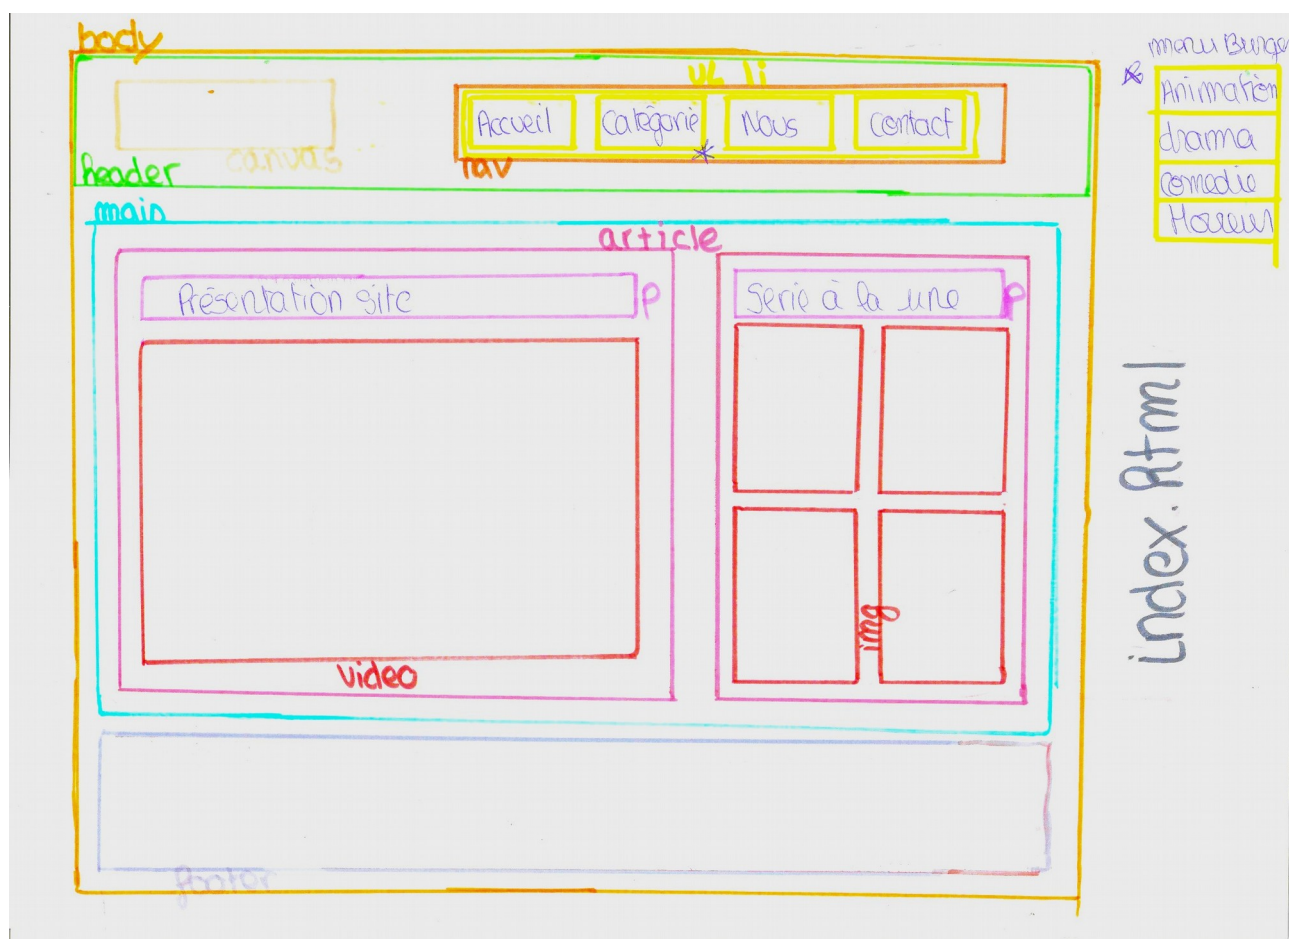 body
ul li
Accueil
Catégorie
Nous
Contact
*
canvas
nav
header
main
article
Présentation site
p
Serie à la une
p
video
img
footer
menu Burge
*
Animation
drama
comedie
Horreur
index.html